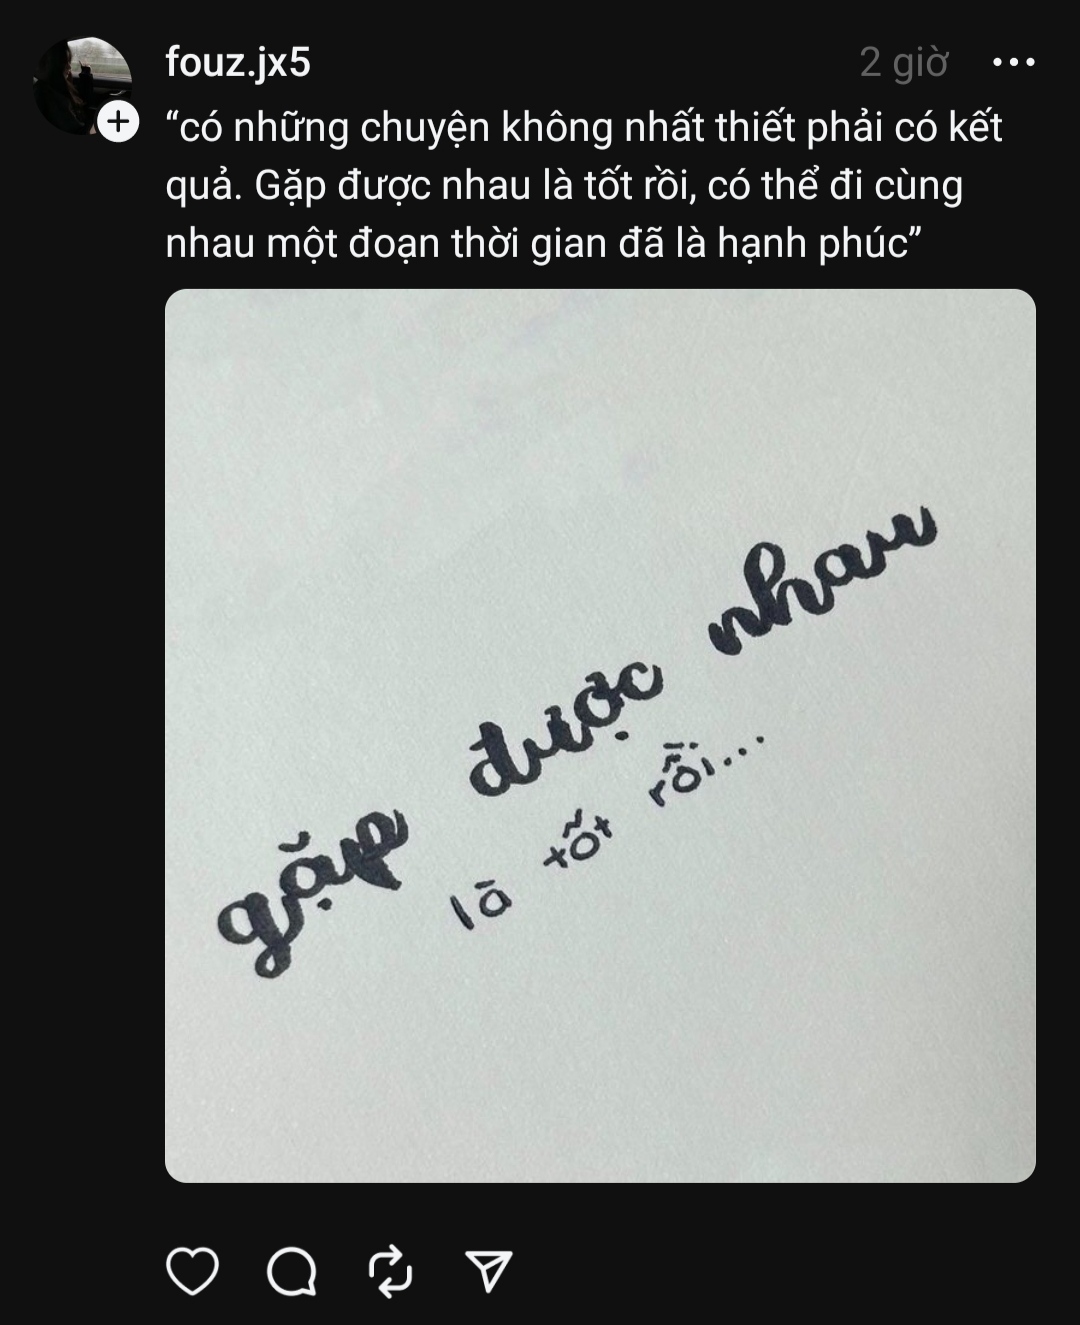 fouz.jx5
2 giờ
“có những chuyện không nhất thiết phải có kết
quả. Gặp được nhau là tốt rồi, có thể đi cùng
nhau một đoạn thời gian đã là hạnh phúc”
gặp được nhau
là tốt rồi...